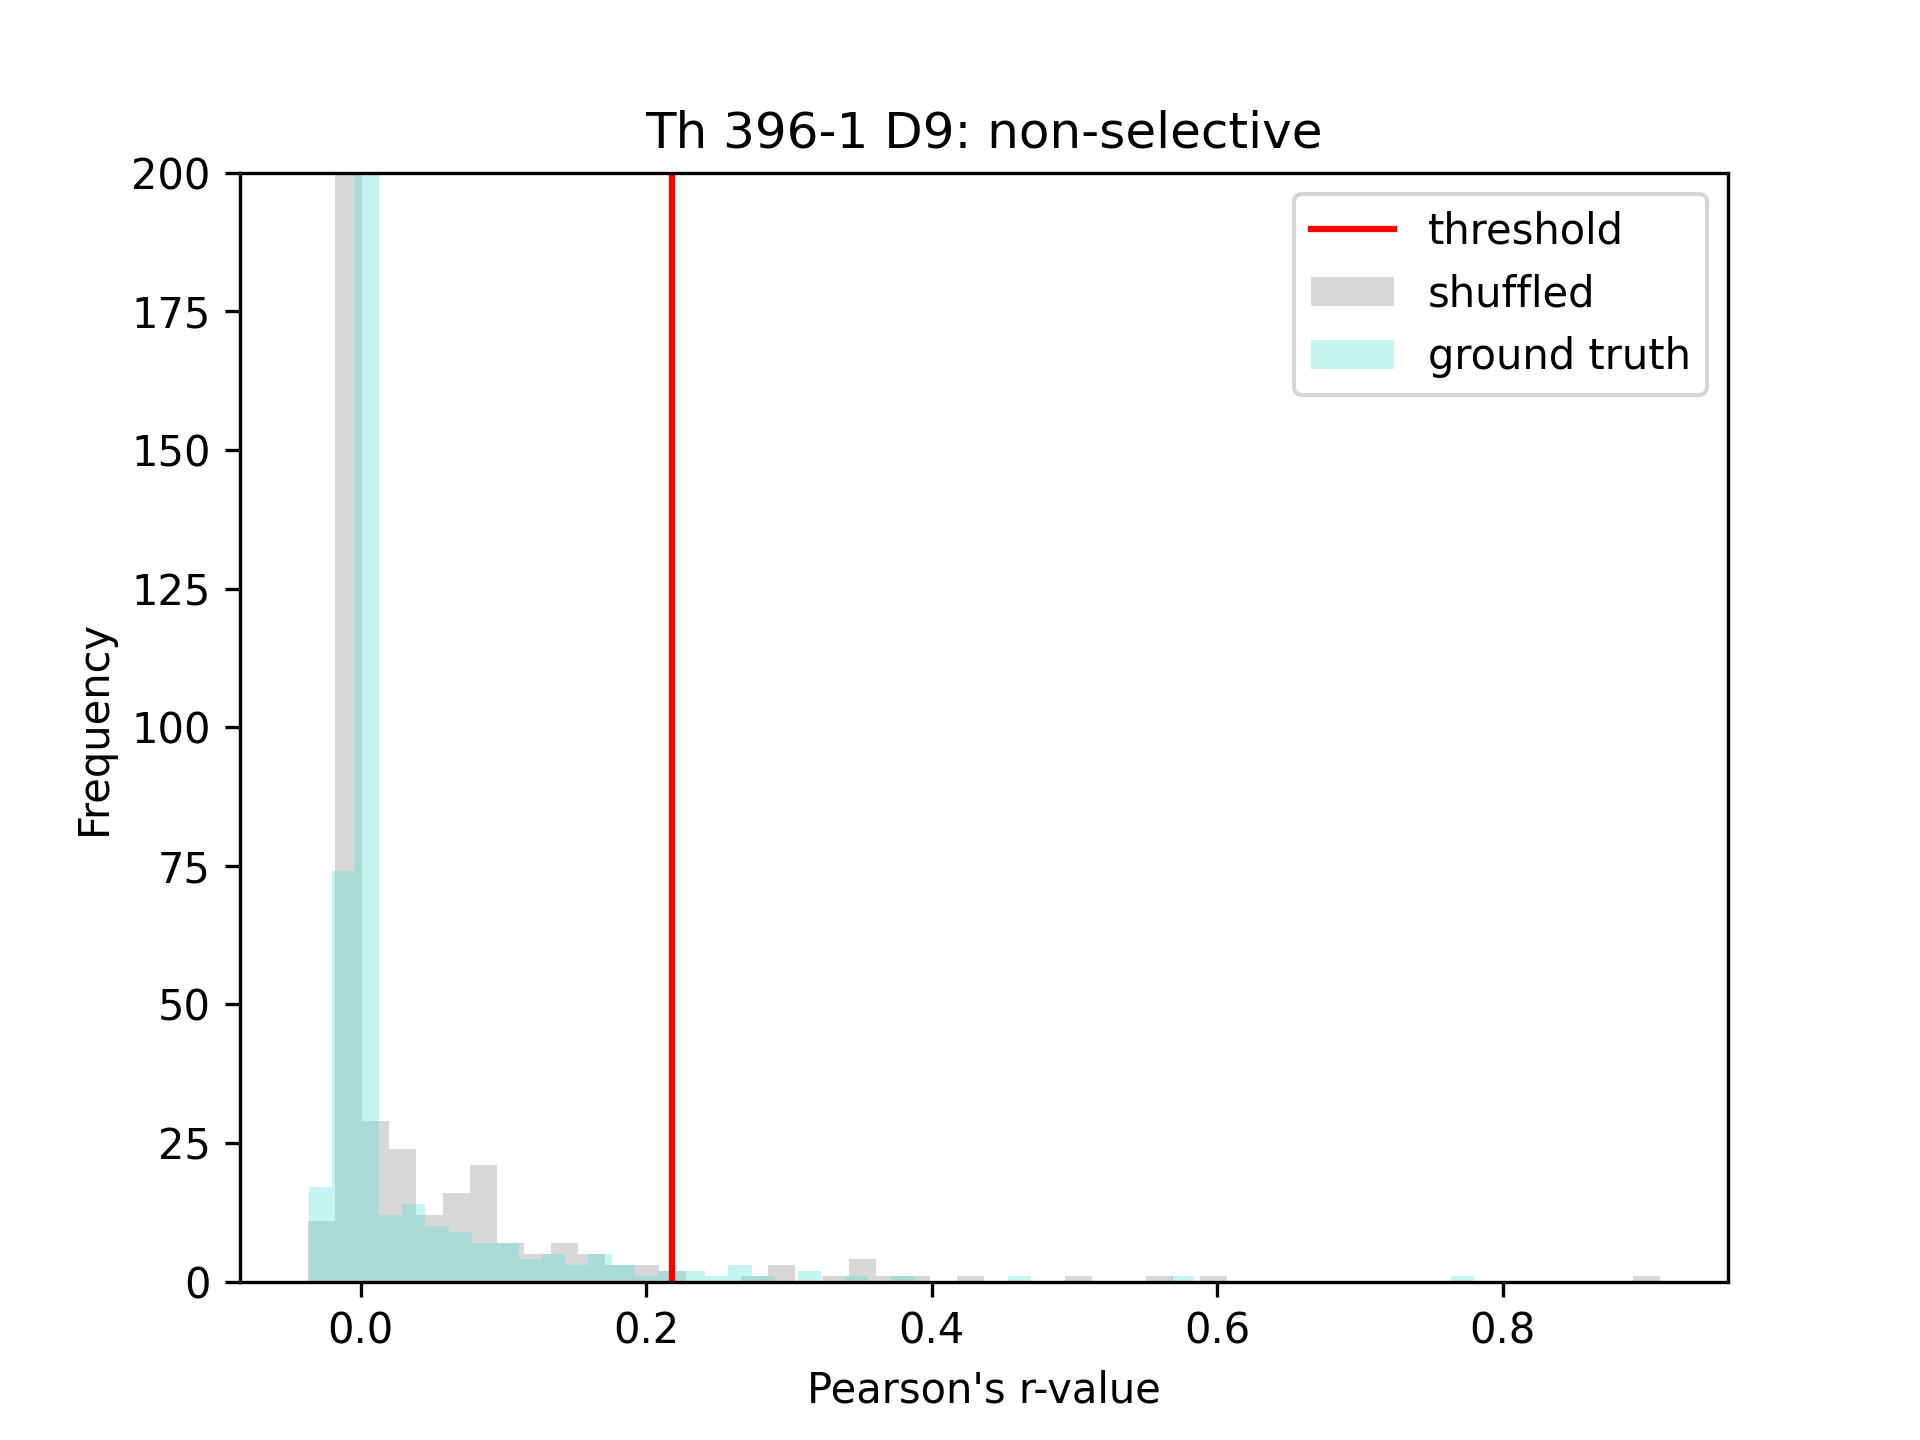 Th 396-1 D9: non-selective
200
175
150
125
100
75
50
25
0
Frequency
threshold
shuffled
ground truth
0.0 0.2 0.4 0.6 0.8
Pearson's r-value